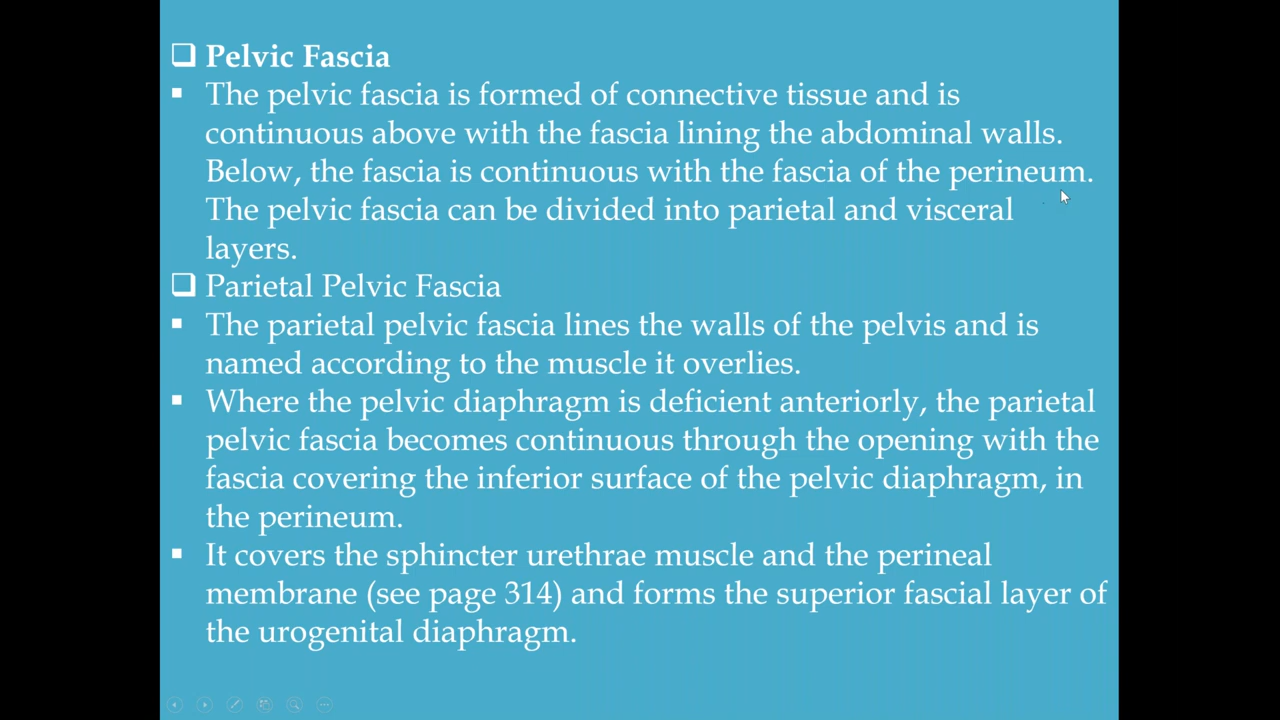 ❑ Pelvic Fascia
▪ The pelvic fascia is formed of connective tissue and is
continuous above with the fascia lining the abdominal walls.
Below, the fascia is continuous with the fascia of the perineum.
The pelvic fascia can be divided into parietal and visceral
layers.
❑ Parietal Pelvic Fascia
▪ The parietal pelvic fascia lines the walls of the pelvis and is
named according to the muscle it overlies.
▪ Where the pelvic diaphragm is deficient anteriorly, the parietal
pelvic fascia becomes continuous through the opening with the
fascia covering the inferior surface of the pelvic diaphragm, in
the perineum.
▪ It covers the sphincter urethrae muscle and the perineal
membrane (see page 314) and forms the superior fascial layer of
the urogenital diaphragm.